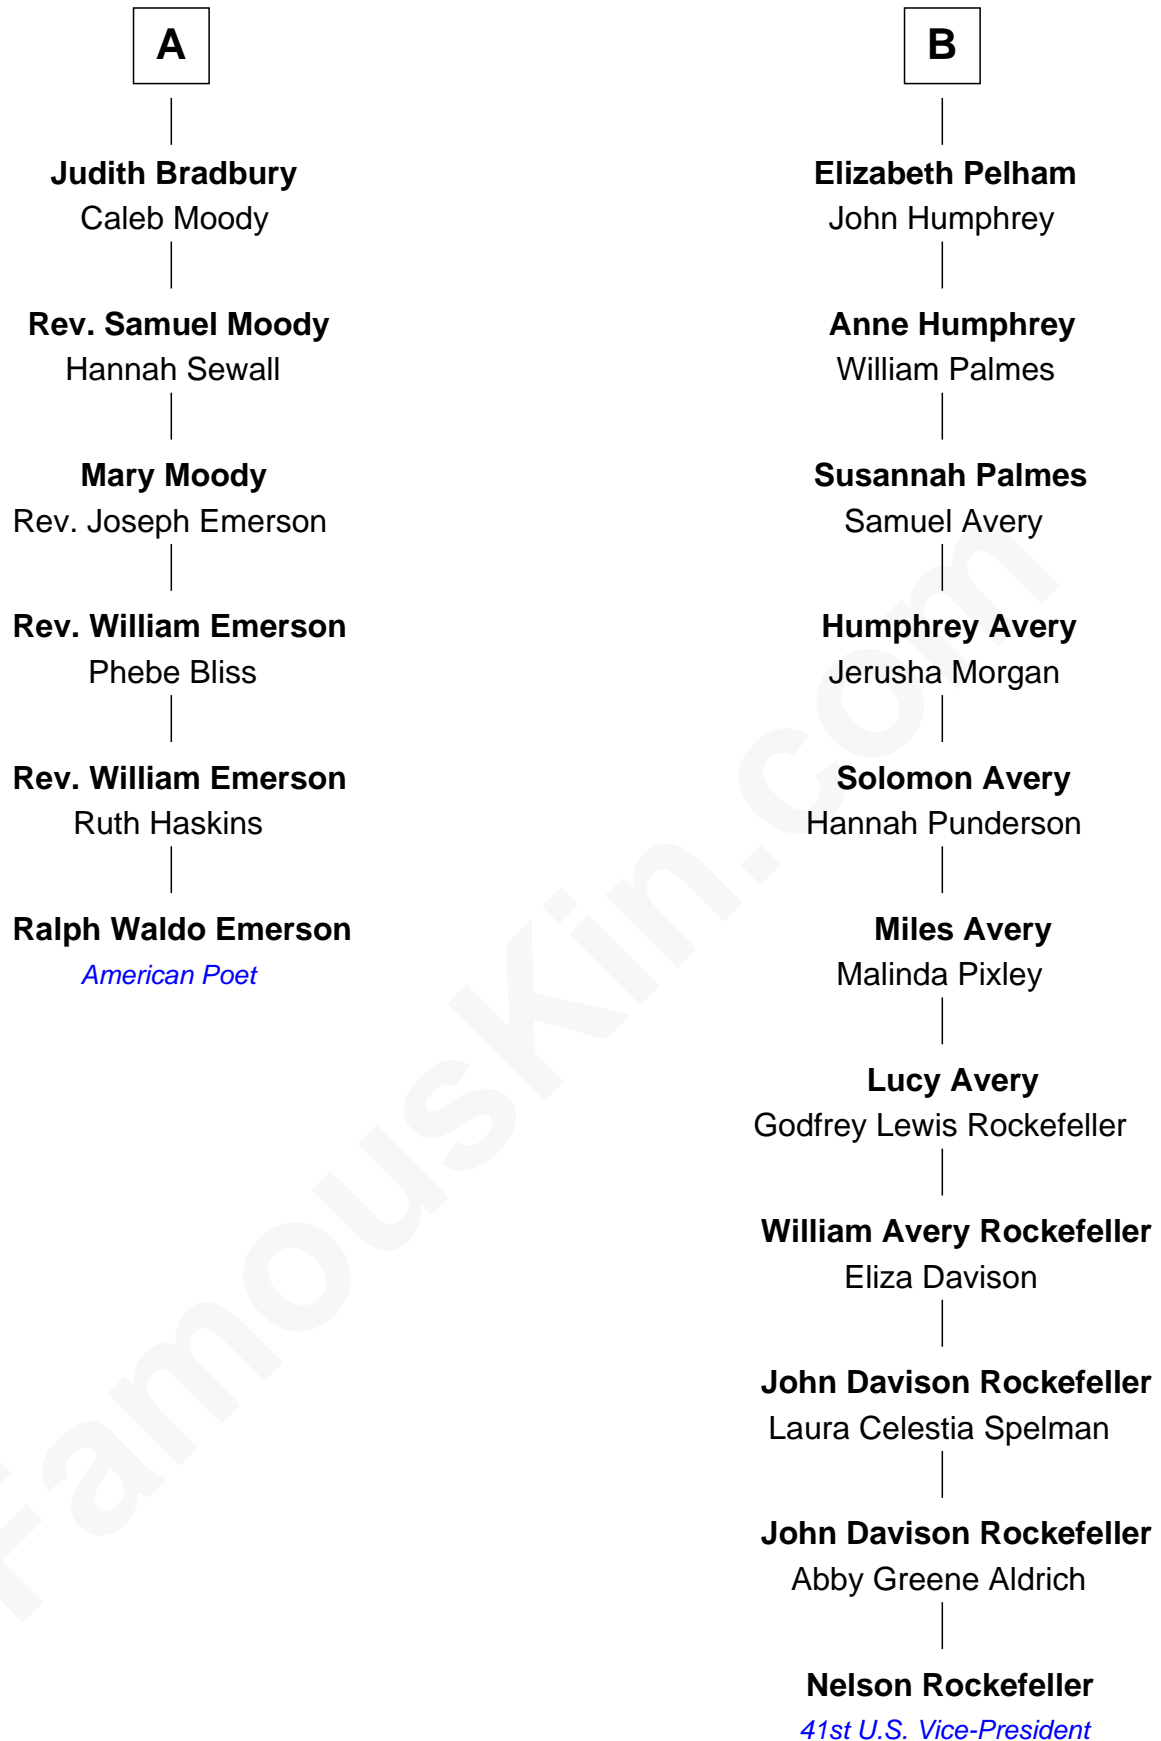 A
Judith Bradbury
Caleb Moody
Rev. Samuel Moody
Hannah Sewall
Mary Moody
Rev. Joseph Emerson
Rev. William Emerson
Phebe Bliss
Rev. William Emerson
Ruth Haskins
Ralph Waldo Emerson
American Poet
B
Elizabeth Pelham
John Humphrey
Anne Humphrey
William Palmes
Susannah Palmes
Samuel Avery
Humphrey Avery
Jerusha Morgan
Solomon Avery
Hannah Punderson
Miles Avery
Malinda Pixley
Lucy Avery
Godfrey Lewis Rockefeller
William Avery Rockefeller
Eliza Davison
John Davison Rockefeller
Laura Celestia Spelman
John Davison Rockefeller
Abby Greene Aldrich
Nelson Rockefeller
41st U.S. Vice-President
FamousKin.com